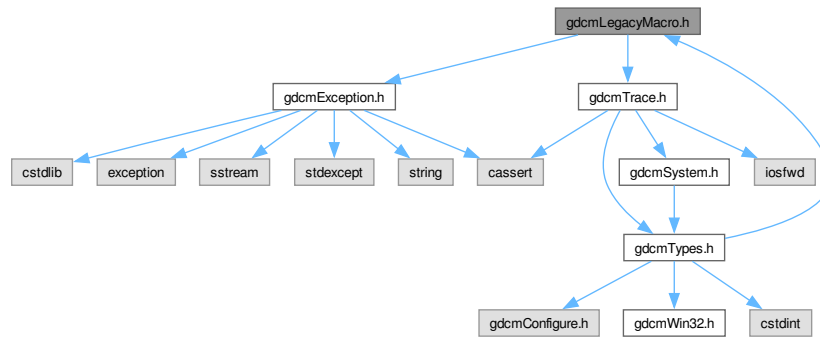 gdcmLegacyMacro.h
gdcmException.h
gdcmTrace.h
cstdlib
exception
sstream
stdexcept
string
cassert
gdcmSystem.h
iosfwd
gdcmTypes.h
gdcmConfigure.h
gdcmWin32.h
cstdint